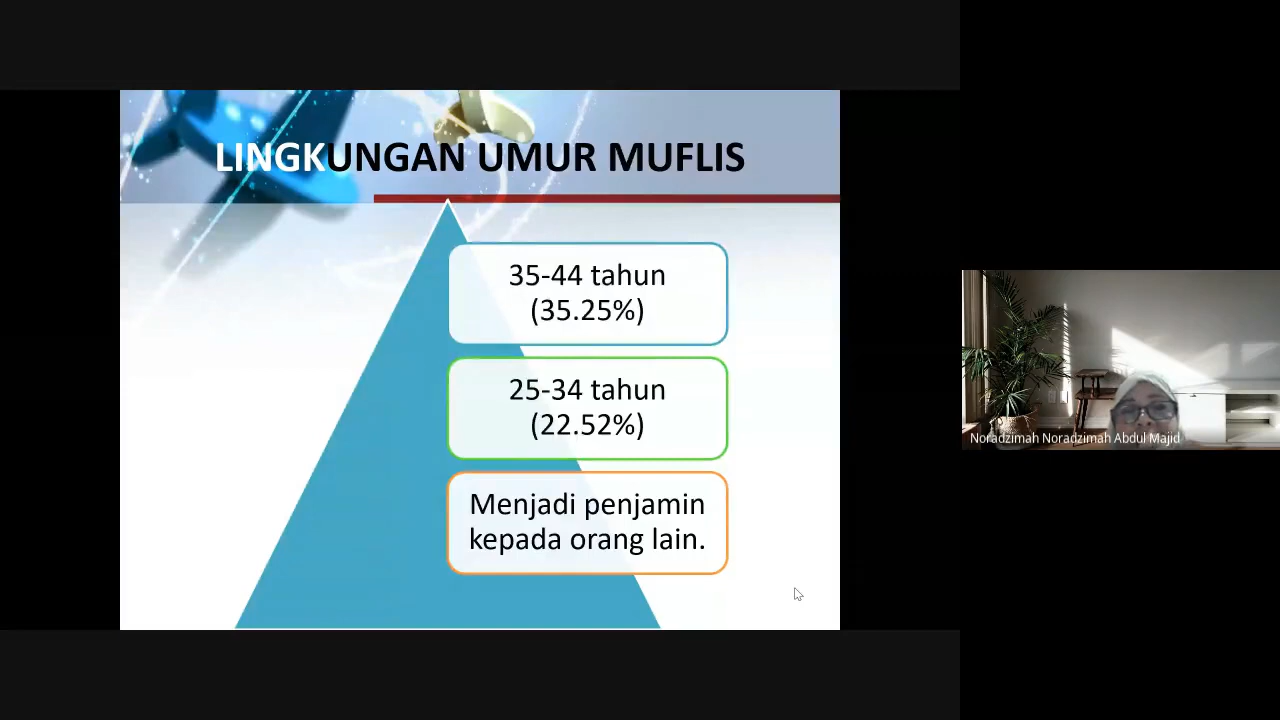 LINGKUNGAN UMUR MUFLIS
35-44 tahun
(35.25%)
25-34 tahun
(22.52%)
Menjadi penjamin
kepada orang lain.
Noradzimah Noradzimah Abdul Majid